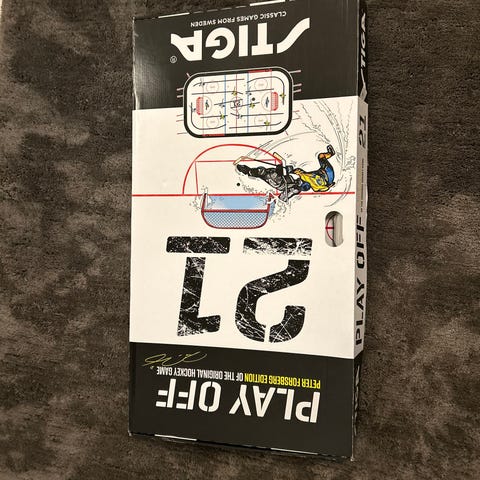 PLAY OFF
PETER FORSBERG EDITION OF THE ORIGINAL HOCKEY GAME
21
STIGA®
CLASSIC GAMES FROM SWEDEN
PLAY OFF
21
STIGA